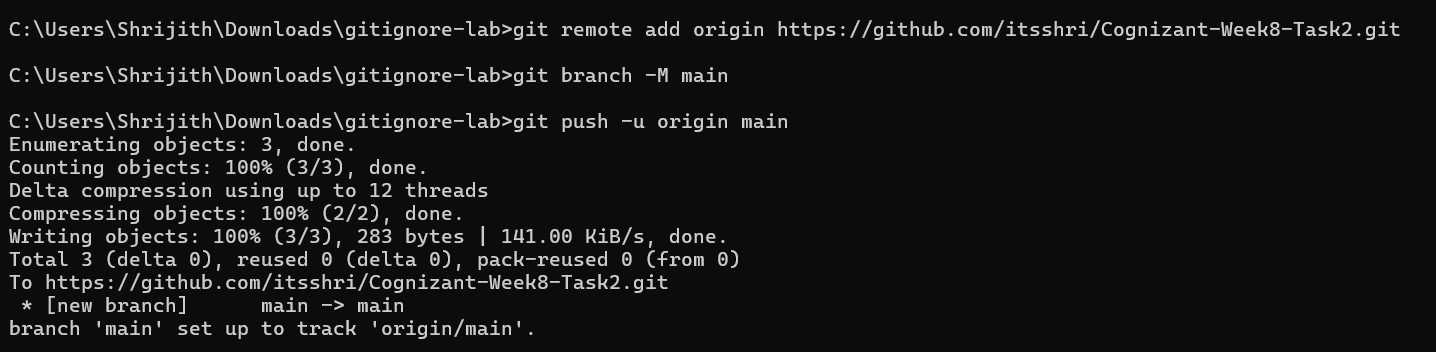 C:\Users\Shrijith\Downloads\gitignore-lab>git remote add origin https://github.com/itsshri/Cognizant-Week8-Task2.git
C:\Users\Shrijith\Downloads\gitignore-lab>git branch -M main
C:\Users\Shrijith\Downloads\gitignore-lab>git push -u origin main
Enumerating objects: 3, done.
Counting objects: 100% (3/3), done.
Delta compression using up to 12 threads
Compressing objects: 100% (2/2), done.
Writing objects: 100% (3/3), 283 bytes | 141.00 KiB/s, done.
Total 3 (delta 0), reused 0 (delta 0), pack-reused 0 (from 0)
To https://github.com/itsshri/Cognizant-Week8-Task2.git
 * [new branch]      main -> main
branch 'main' set up to track 'origin/main'.